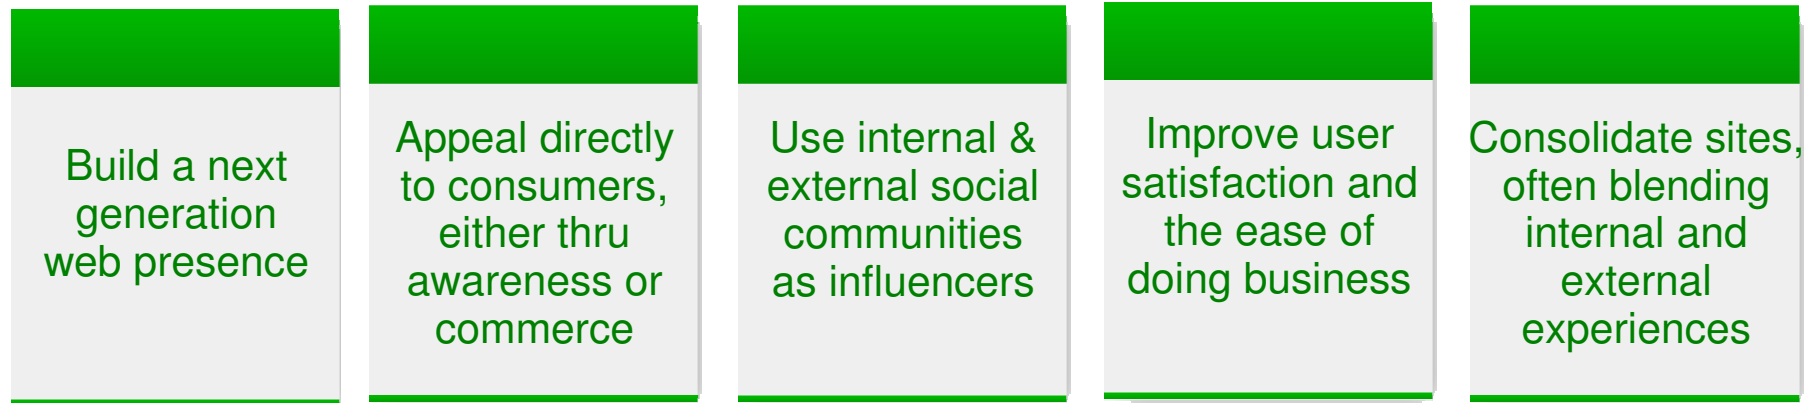 Build a next
generation
web presence
Appeal directly
to consumers,
either thru
awareness or
commerce
Use internal &
external social
communities
as influencers
Improve user
satisfaction and
the ease of
doing business
Consolidate sites,
often blending
internal and
external
experiences